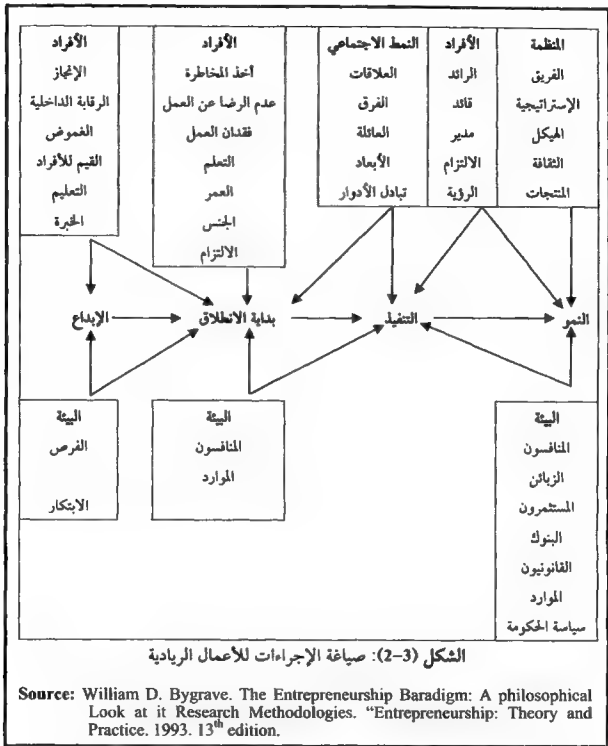 المنظمة
الفريق
الإستراتيجية
الهيكل
الثقافة
المنتجات
الأفراد
الرائد
قائد
مدير
الالتزام
الرؤية
النمط الاجتماعي
العلاقات
الفرق
العائلة
الأبعاد
تبادل الأدوار
الأفراد
أخذ المخاطرة
عدم الرضا عن العمل
فقدان العمل
التعلم
العمر
الجنس
الالتزام
الأفراد
الإنجاز
الرقابة الداخلية
الغموض
القيم للأفراد
التعليم
الخبرة
الإبداع
بداية الانطلاق
التنفيذ
النمو
البيئة
المنافسون
الزبائن
المستثمرون
البنوك
القانونيون
الموارد
سياسة الحكومة
البيئة
المنافسون
الموارد
البيئة
الفرص
الابتكار
الشكل (3-2): صياغة الإجراءات للأعمال الريادية
Source: William D. Bygrave. The Entrepreneurship Baradigm: A philosophical
Look at it Research Methodologies. “Entrepreneurship: Theory and
Practice. 1993. 13th edition.